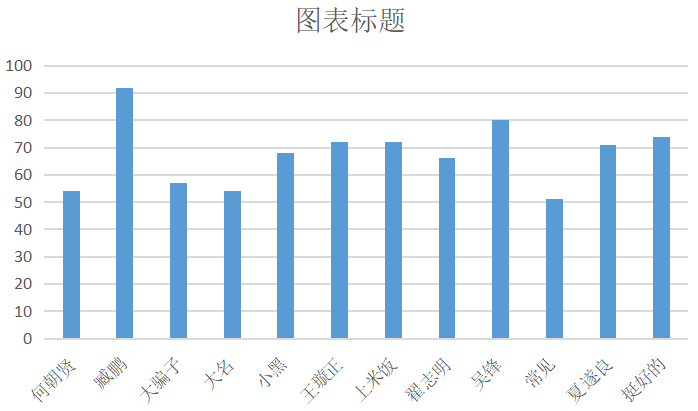 图表标题
100
90
80
70
60
50
40
30
20
10
0
何朝贤
臧鹏
大骗子
大名
小黑
王璇正
上米饭
翟志明
吴锋
常见
夏遂良
挺好的